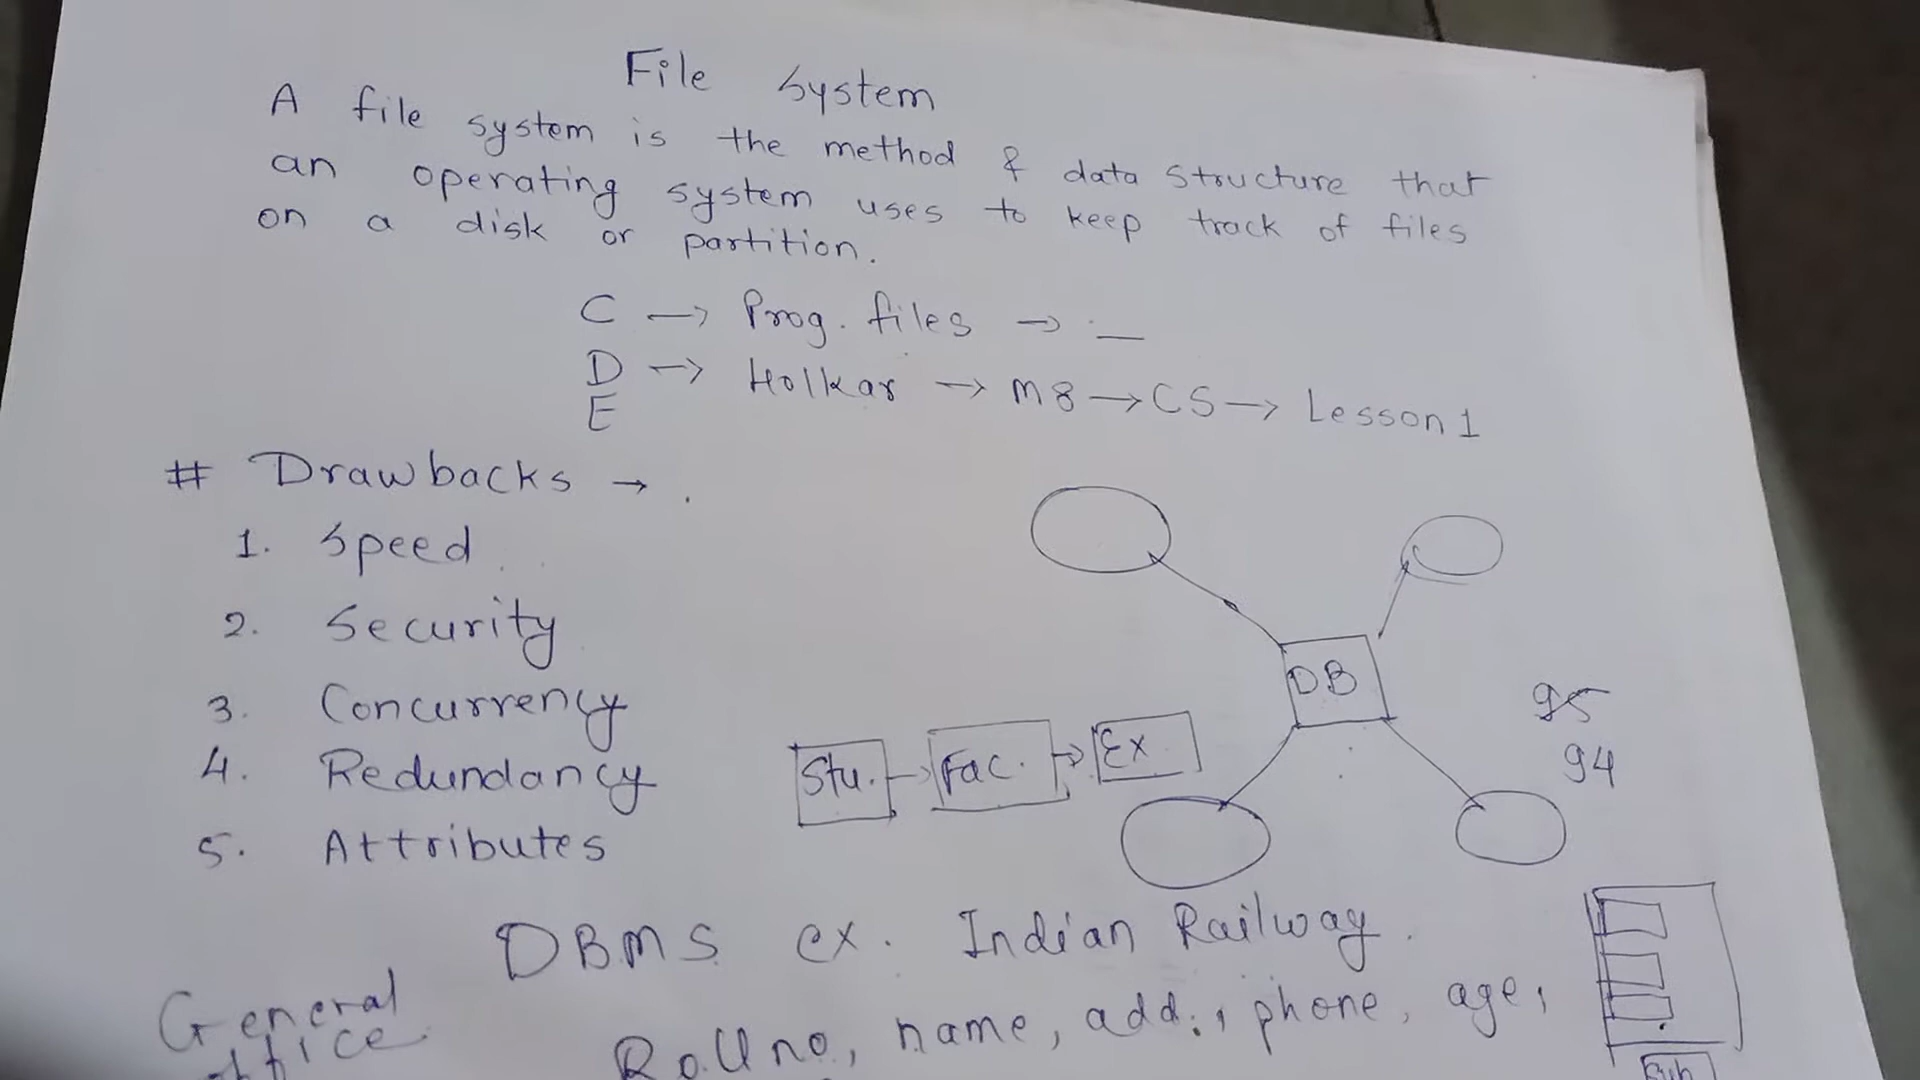 File System
A file system is the method & data structure that
an operating system uses to keep track of files
on a disk or partition.
C → Prog. files → —
D → Holkar → M8 → CS → Lesson 1
E
# Drawbacks →
1. Speed
2. Security
3. Concurrency
4. Redundancy
5. Attributes
DB
95
94
Stu. → Fac. → Ex
DBMS ex. Indian Railway.
General
office
Roll no, name, add., phone, age,
Sub